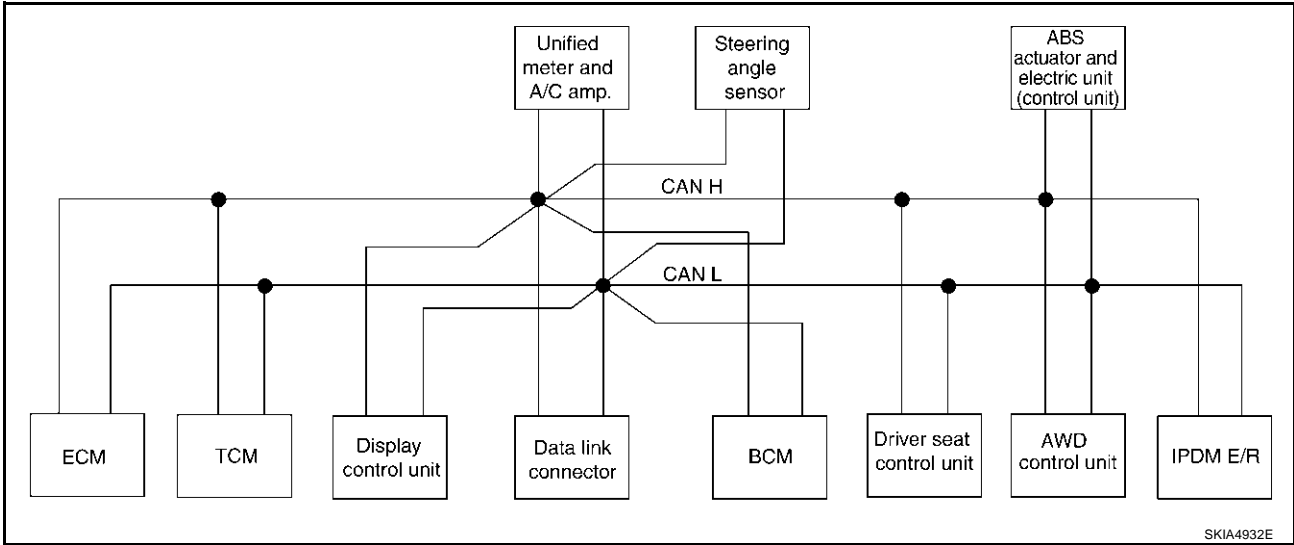 Unified
meter and
A/C amp.
Steering
angle
sensor
ABS
actuator and
electric unit
(control unit)
CAN H
CAN L
ECM
TCM
Display
control unit
Data link
connector
BCM
Driver seat
control unit
AWD
control unit
IPDM E/R
SKIA4932E